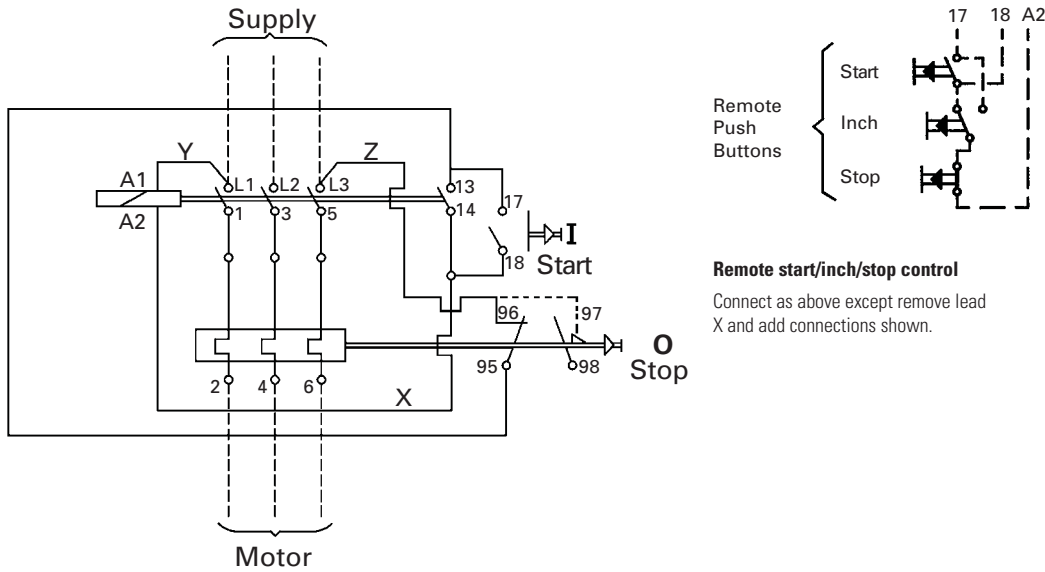 Supply
Y
Z
A1
A2
L1
L2
L3
1
3
5
13
14
17
18
I
Start
96
97
95
98
O
Stop
2
4
6
X
Motor
17 18 A2
Remote
Push
Buttons
Start
Inch
Stop
Remote start/inch/stop control
Connect as above except remove lead
X and add connections shown.